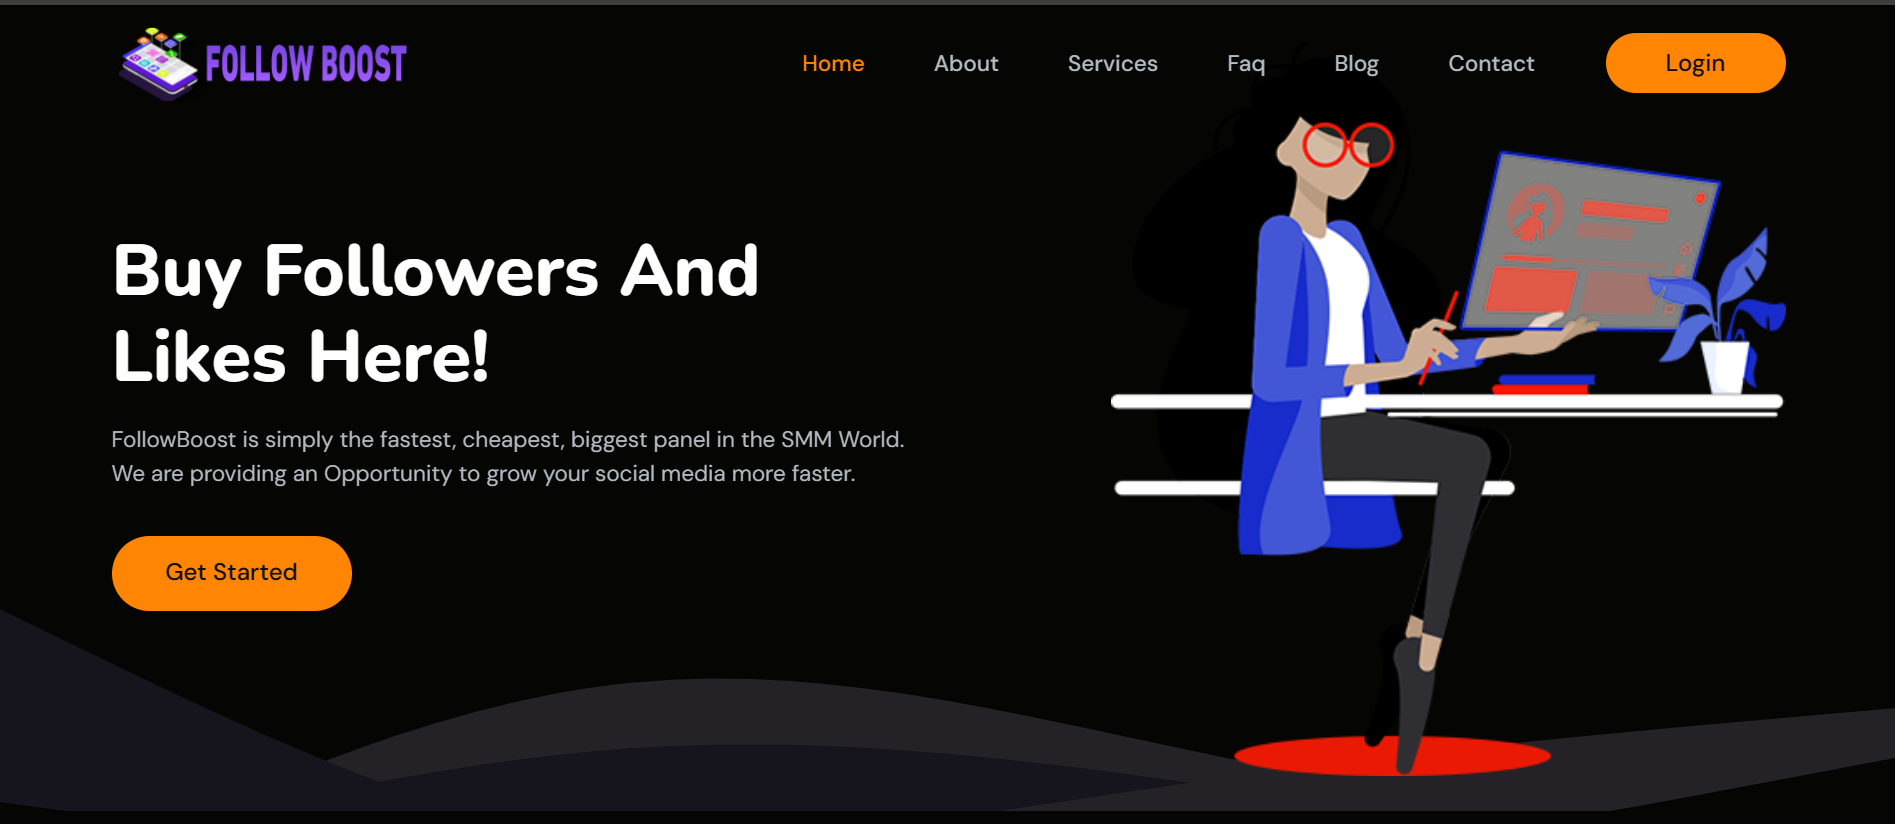 FOLLOW BOOST
Home About Services Faq Blog Contact Login
Buy Followers And
Likes Here!
FollowBoost is simply the fastest, cheapest, biggest panel in the SMM World.
We are providing an Opportunity to grow your social media more faster.
Get Started